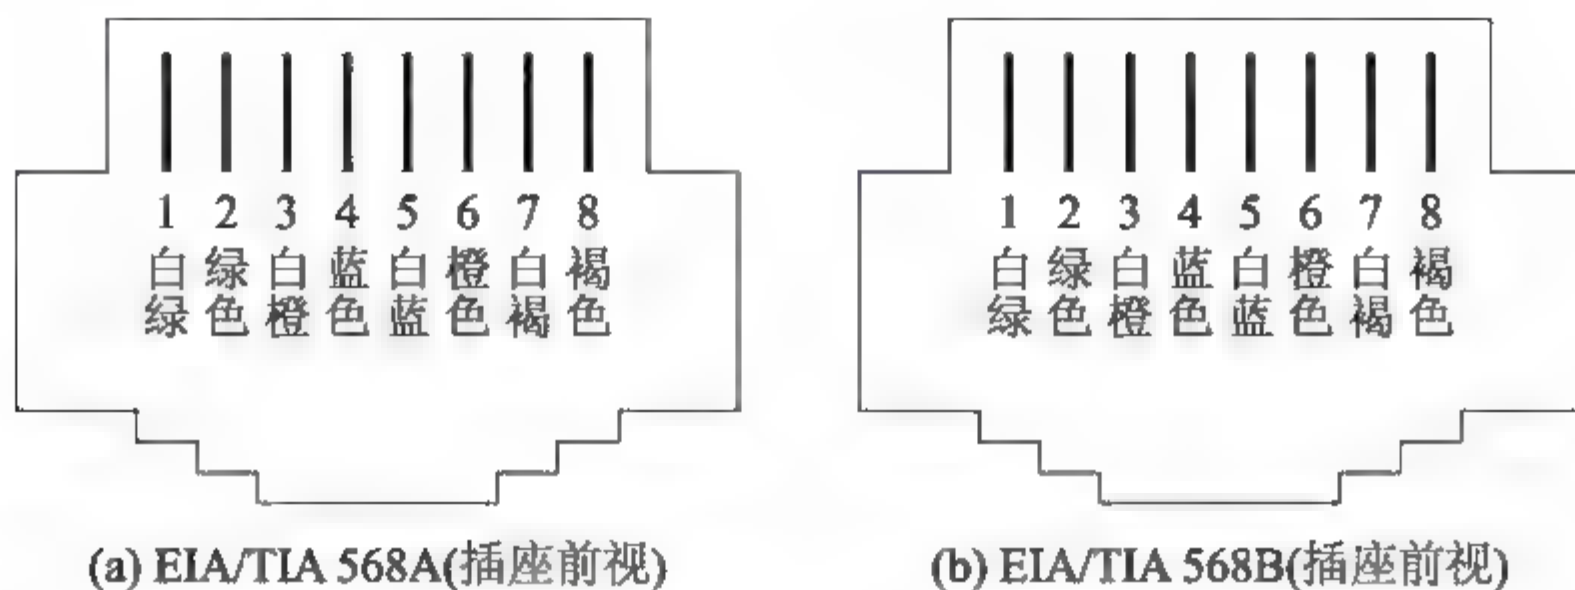 1 2 3 4 5 6 7 8
白绿 绿色 白橙 蓝色 白蓝 橙色 白褐 褐色
(a) EIA/TIA 568A(插座前视)
1 2 3 4 5 6 7 8
白绿 绿色 白橙 蓝色 白蓝 橙色 白褐 褐色
(b) EIA/TIA 568B(插座前视)